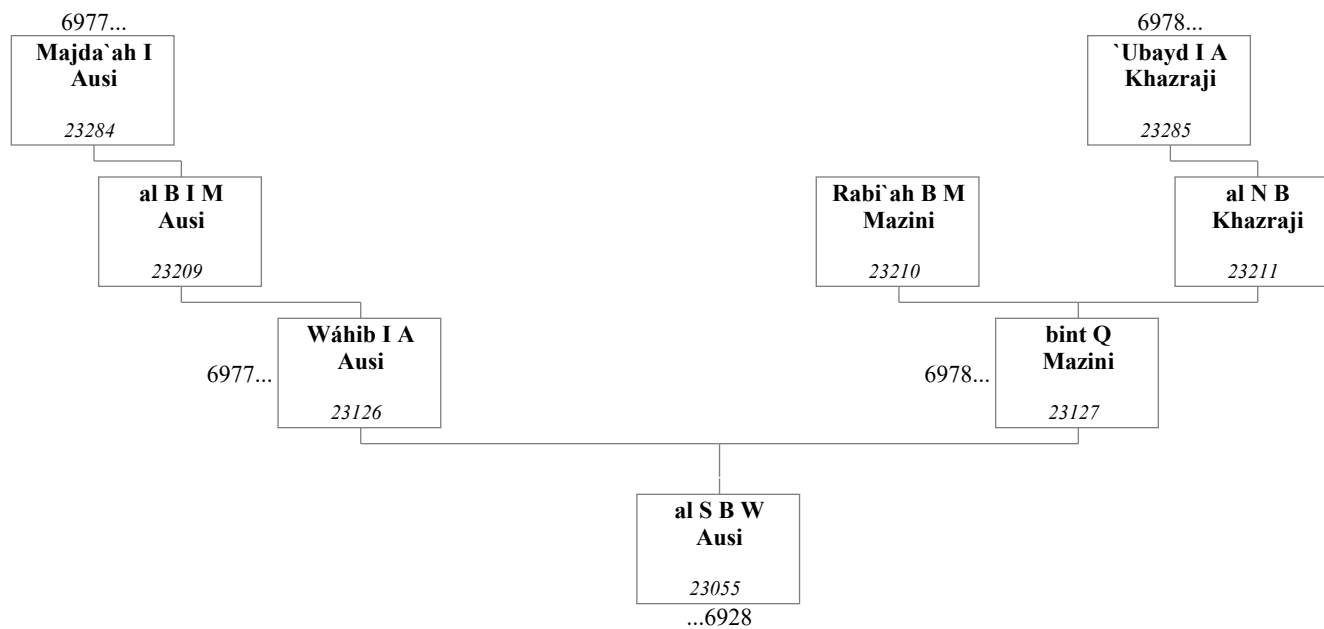 6977...
Majda`ah I
Ausi
23284
6978...
`Ubayd I A
Khazraji
23285
al B I M
Ausi
23209
Rabi`ah B M
Mazini
23210
al N B
Khazraji
23211
6977...
Wáhib I A
Ausi
23126
6978...
bint Q
Mazini
23127
al S B W
Ausi
23055
...6928